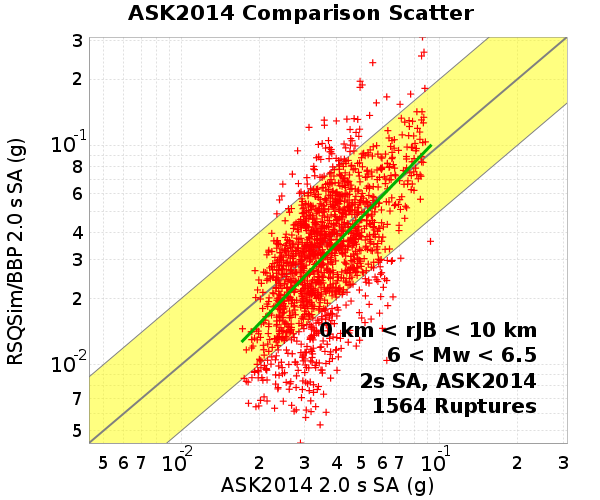 ASK2014 Comparison Scatter
3
2
10-1
8
6
4
3
2
10-2
7
5
RSQSim/BBP 2.0 s SA (g)
0 km < rJB < 10 km
6 < Mw < 6.5
2s SA, ASK2014
1564 Ruptures
5 6 7 10-2 2 3 4 5 6 7 8 10-1 2 3
ASK2014 2.0 s SA (g)